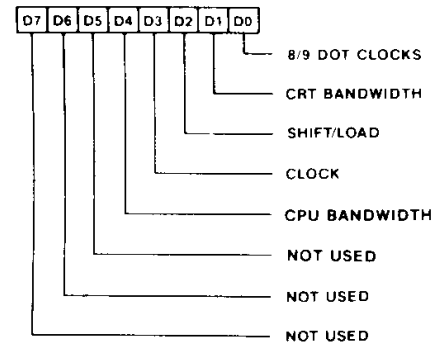 D7 D6 D5 D4 D3 D2 D1 D0
8/9 DOT CLOCKS
CRT BANDWIDTH
SHIFT/LOAD
CLOCK
CPU BANDWIDTH
NOT USED
NOT USED
NOT USED